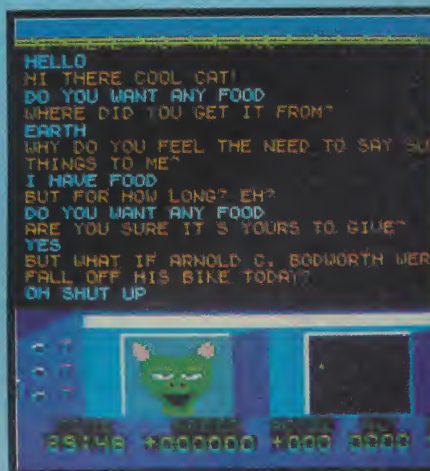 HELLO
HI THERE COOL CAT!
DO YOU WANT ANY FOOD
WHERE DID YOU GET IT FROM?
EARTH
WHY DO YOU FEEL THE NEED TO SAY SU
THINGS TO ME?
I HAVE FOOD
BUT FOR HOW LONG? EH?
DO YOU WANT ANY FOOD
ARE YOU SURE IT S YOURS TO GIVE?
YES
BUT WHAT IF ARNOLD C. BODWORTH WER
FALL OFF HIS BIKE TODAY?
OH SHUT UP
+000000 +000 0000